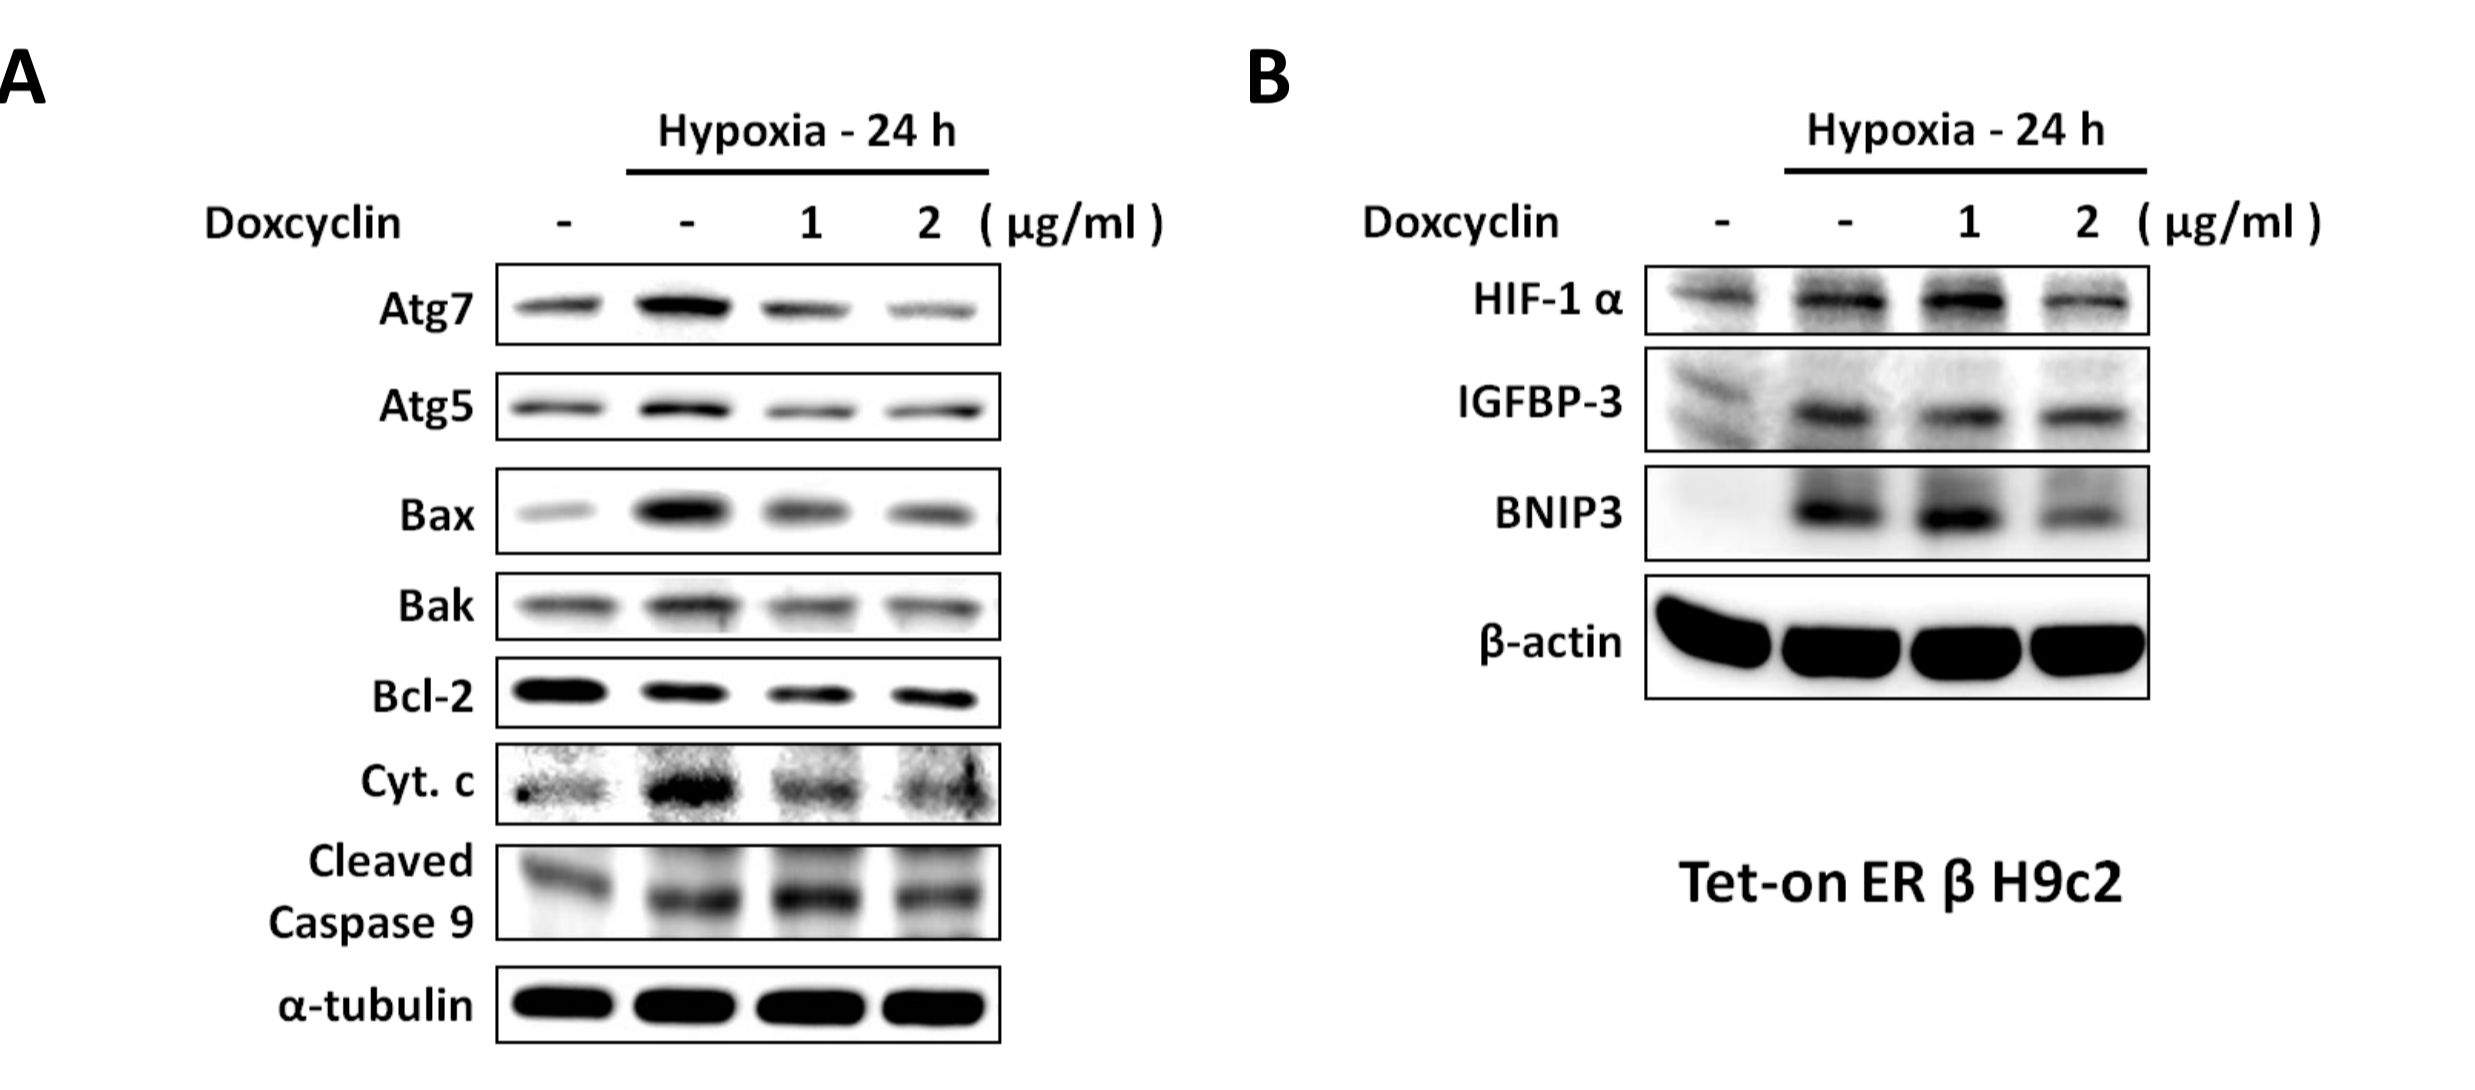 A
Hypoxia - 24 h
Doxcyclin - - 1 2 ( μg/ml )
Atg7
Atg5
Bax
Bak
Bcl-2
Cyt. c
Cleaved
Caspase 9
α-tubulin
B
Hypoxia - 24 h
Doxcyclin - - 1 2 ( μg/ml )
HIF-1 α
IGFBP-3
BNIP3
β-actin
Tet-on ER β H9c2